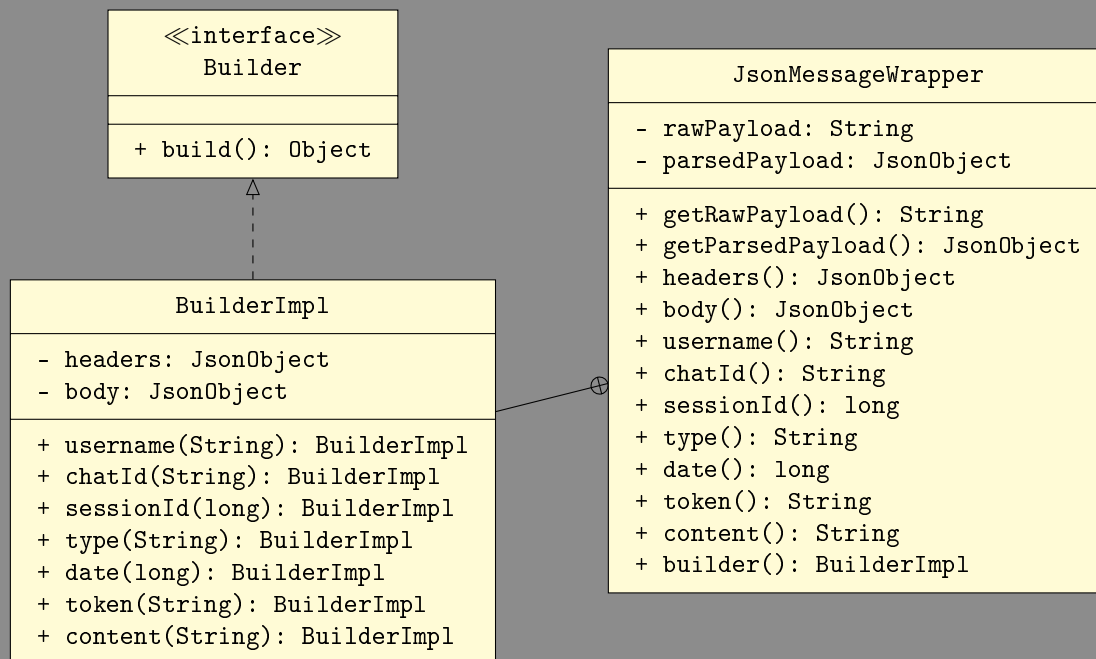 ≪interface≫
Builder
+ build(): Object
BuilderImpl
- headers: JsonObject
- body: JsonObject
+ username(String): BuilderImpl
+ chatId(String): BuilderImpl
+ sessionId(long): BuilderImpl
+ type(String): BuilderImpl
+ date(long): BuilderImpl
+ token(String): BuilderImpl
+ content(String): BuilderImpl
JsonMessageWrapper
- rawPayload: String
- parsedPayload: JsonObject
+ getRawPayload(): String
+ getParsedPayload(): JsonObject
+ headers(): JsonObject
+ body(): JsonObject
+ username(): String
+ chatId(): String
+ sessionId(): long
+ type(): String
+ date(): long
+ token(): String
+ content(): String
+ builder(): BuilderImpl